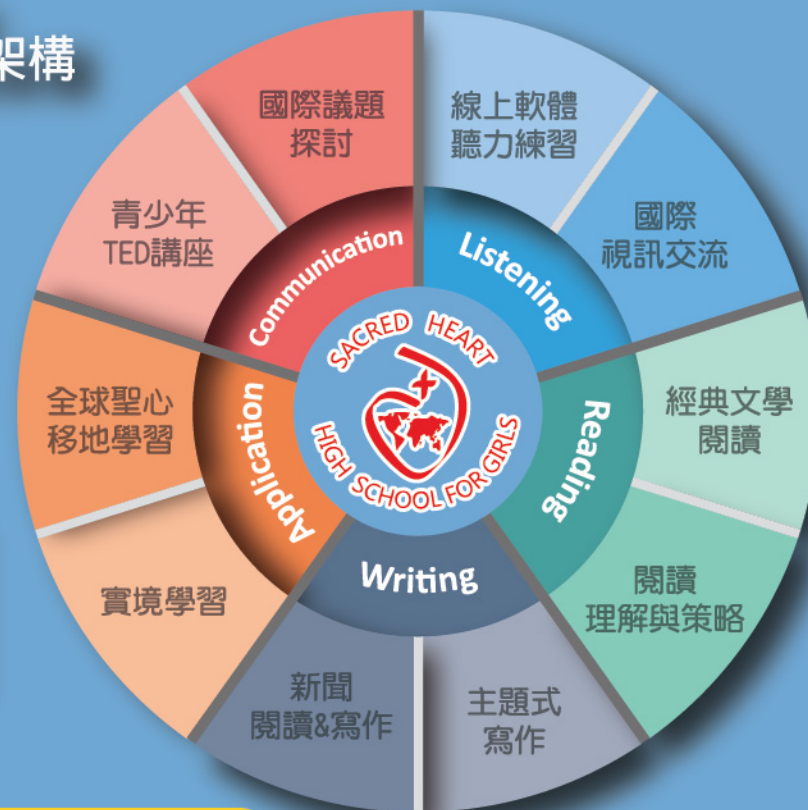 架構
國際議題
探討
線上軟體
聽力練習
青少年
TED講座
國際
視訊交流
Communication
Listening
SACRED HEART
HIGH SCHOOL FOR GIRLS
全球聖心
移地學習
Application
Reading
經典文學
閱讀
實境學習
Writing
閱讀
理解與策略
新聞
閱讀&寫作
主題式
寫作